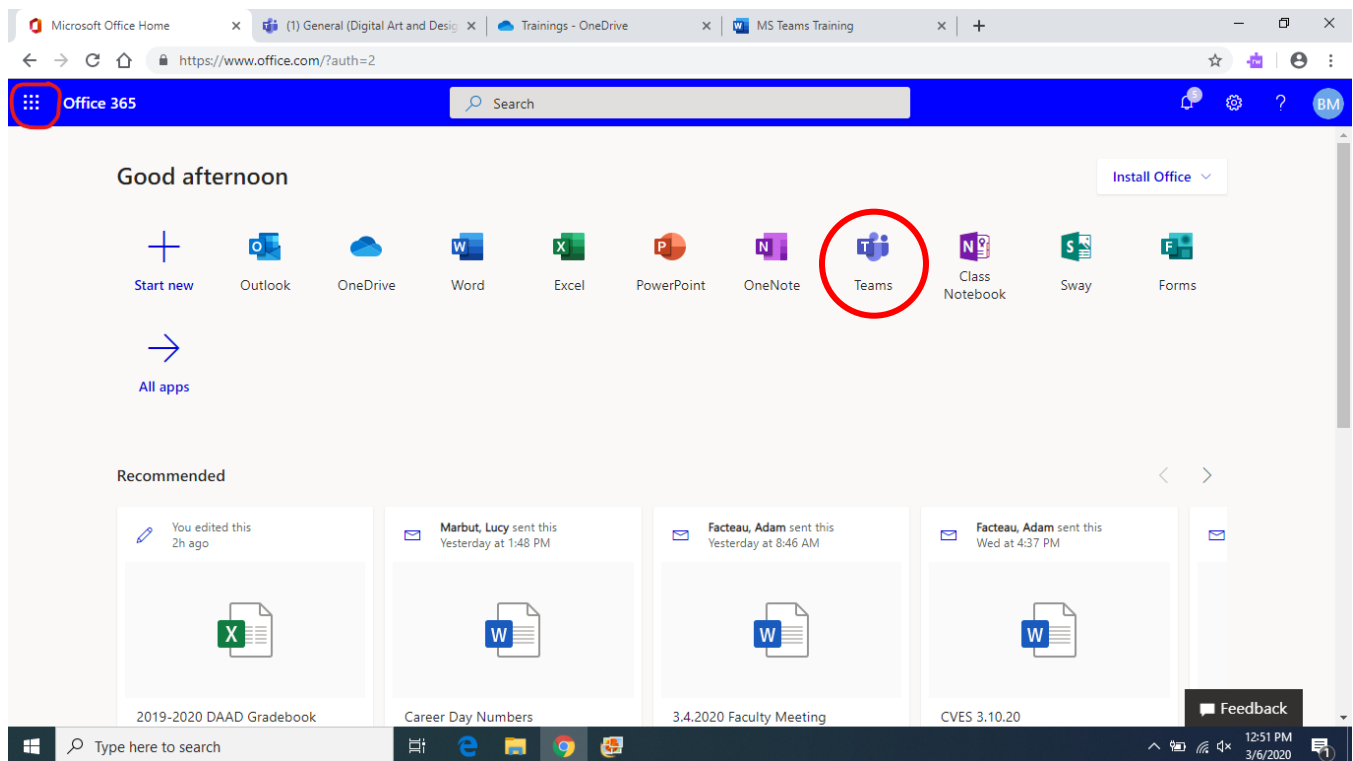 Microsoft Office Home
(1) General (Digital Art and Desig
Trainings - OneDrive
MS Teams Training
https://www.office.com/?auth=2
Office 365
Search
5
BM
Good afternoon
Install Office
Start new
Outlook
OneDrive
Word
Excel
PowerPoint
OneNote
Teams
Class
Notebook
Sway
Forms
All apps
Recommended
You edited this
2h ago
Marbut, Lucy sent this
Yesterday at 1:48 PM
Facteau, Adam sent this
Yesterday at 8:46 AM
Facteau, Adam sent this
Wed at 4:37 PM
2019-2020 DAAD Gradebook
Career Day Numbers
3.4.2020 Faculty Meeting
CVES 3.10.20
Feedback
Type here to search
12:51 PM
3/6/2020
1